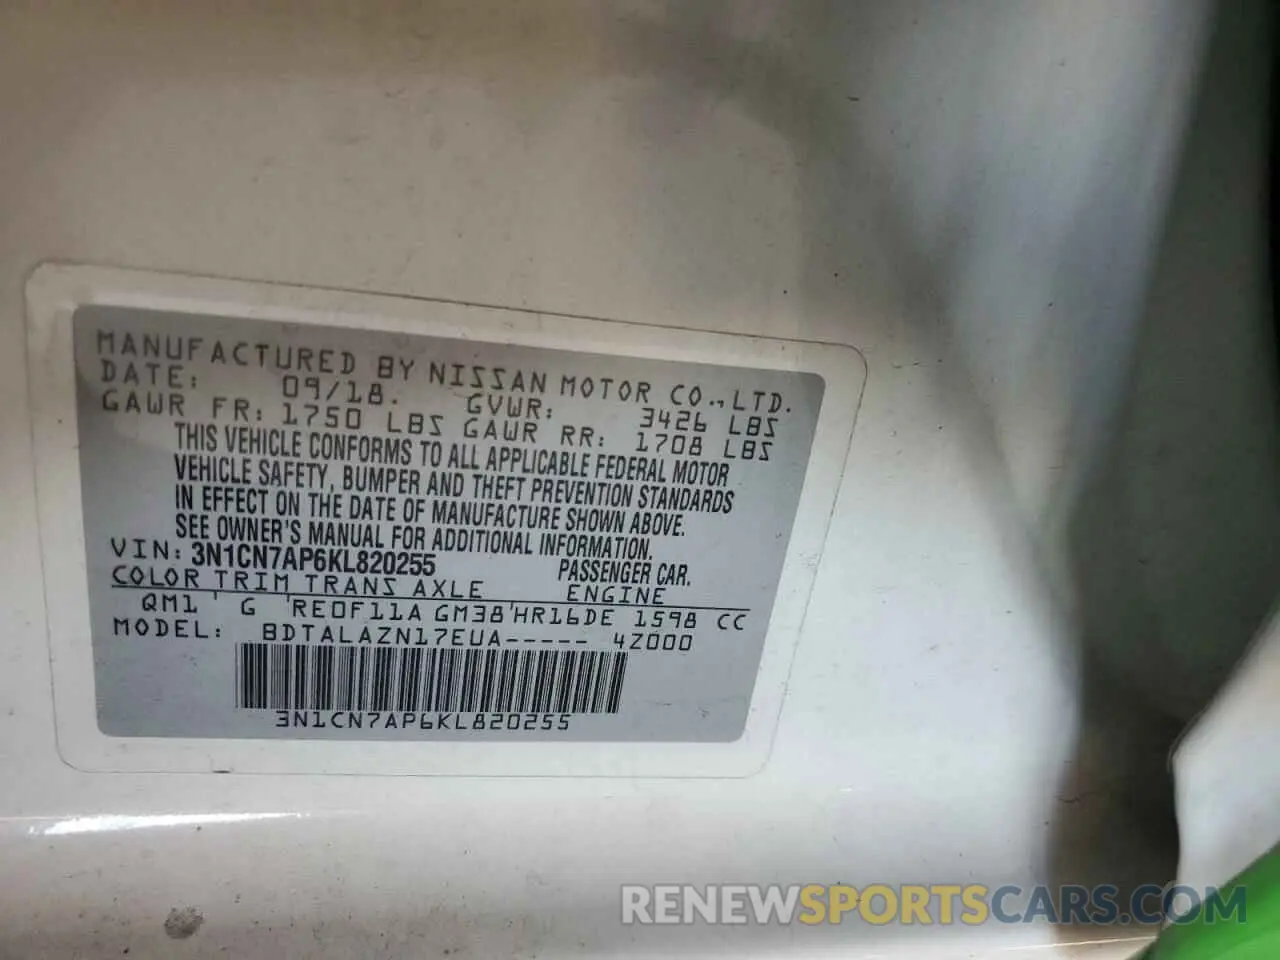 MANUFACTURED BY NISSAN MOTOR CO., LTD.
DATE: 09/18. GVWR: 3426 LBS
GAWR FR: 1750 LBS GAWR RR: 1708 LBS
THIS VEHICLE CONFORMS TO ALL APPLICABLE FEDERAL MOTOR
VEHICLE SAFETY, BUMPER AND THEFT PREVENTION STANDARDS
IN EFFECT ON THE DATE OF MANUFACTURE SHOWN ABOVE.
SEE OWNER'S MANUAL FOR ADDITIONAL INFORMATION.
VIN: 3N1CN7AP6KL820255 PASSENGER CAR.
COLOR TRIM TRANS AXLE ENGINE
QM1 ' G 'RE0F11A GM38'HR16DE 1598 CC
MODEL: BDTALAZN17EUA----- 4Z000
3N1CN7AP6KL820255
RENEWSPORTSCARS.COM